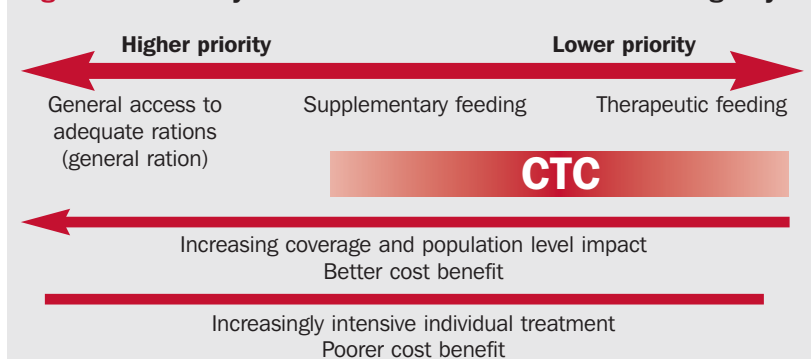 Higher priority
Lower priority
General access to
adequate rations
(general ration)
Supplementary feeding
Therapeutic feeding
CTC
Increasing coverage and population level impact
Better cost benefit
Increasingly intensive individual treatment
Poorer cost benefit